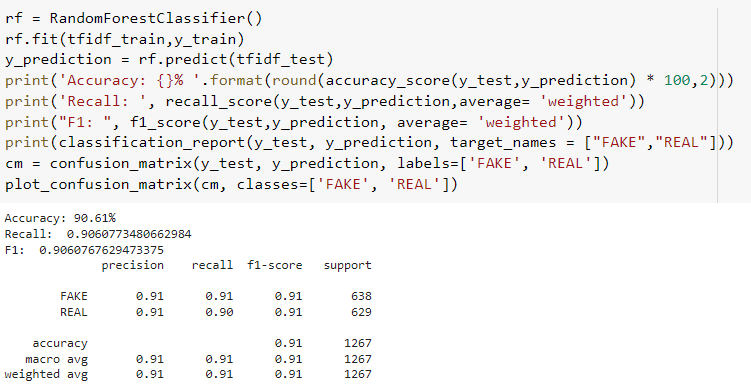 rf = RandomForestClassifier()
rf.fit(tfidf_train,y_train)
y_prediction = rf.predict(tfidf_test)
print('Accuracy: {}% '.format(round(accuracy_score(y_test,y_prediction) * 100,2)))
print('Recall: ', recall_score(y_test,y_prediction,average= 'weighted'))
print("F1: ", f1_score(y_test,y_prediction, average= 'weighted'))
print(classification_report(y_test, y_prediction, target_names = ["FAKE","REAL"]))
cm = confusion_matrix(y_test, y_prediction, labels=['FAKE', 'REAL'])
plot_confusion_matrix(cm, classes=['FAKE', 'REAL'])
Accuracy: 90.61%
Recall:  0.9060773480662984
F1:  0.9060767629473375
precision recall f1-score support
FAKE 0.91 0.91 0.91 638
REAL 0.91 0.90 0.91 629
accuracy 0.91 1267
macro avg 0.91 0.91 0.91 1267
weighted avg 0.91 0.91 0.91 1267